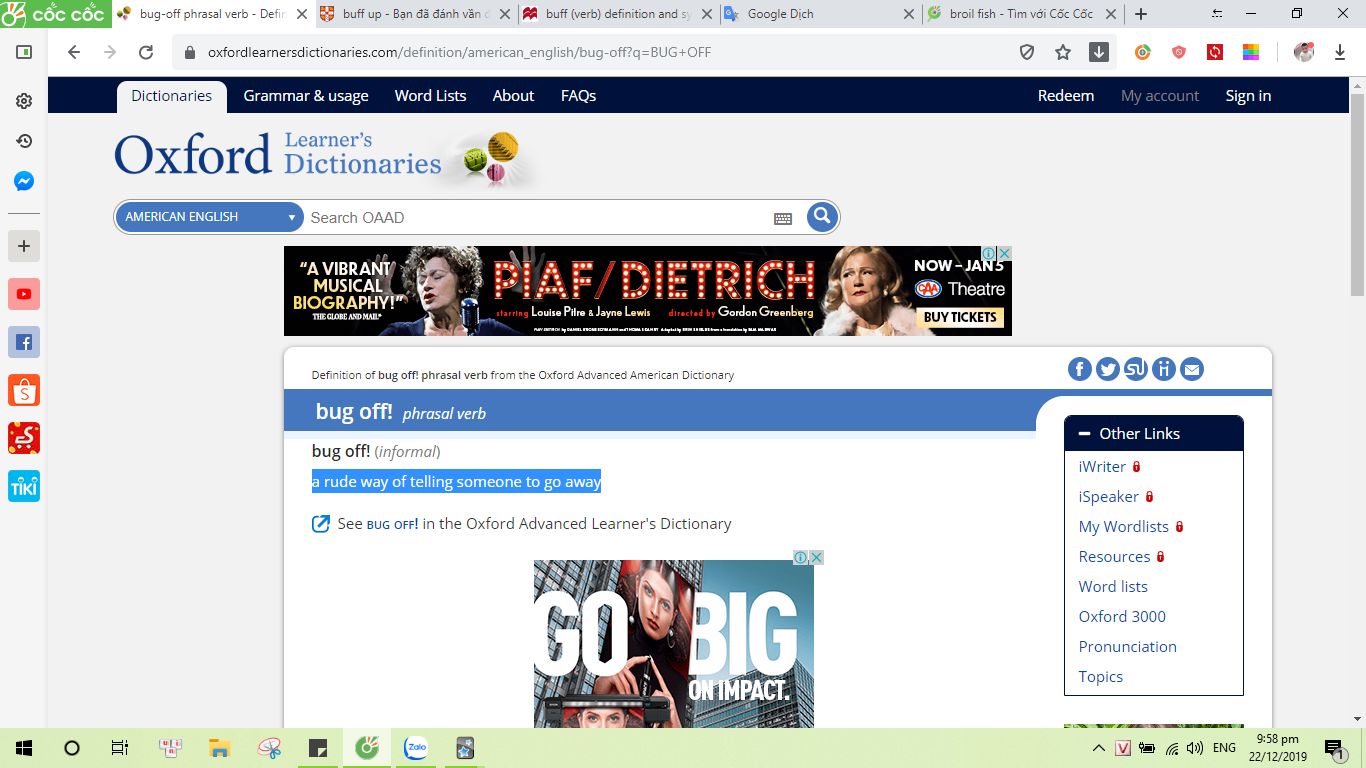 cốc cốc
bug-off phrasal verb - Defin
buff up - Bạn đã đánh vần đ
buff (verb) definition and sy
Google Dịch
broil fish - Tìm với Cốc Cốc
oxfordlearnersdictionaries.com/definition/american_english/bug-off?q=BUG+OFF
Dictionaries Grammar & usage Word Lists About FAQs Redeem My account Sign in
Oxford Learner's Dictionaries
AMERICAN ENGLISH Search OAAD
"A VIBRANT
MUSICAL
BIOGRAPHY!"
THE GLOBE AND MAIL*
PIAF/DIETRICH
starring Louise Pitre & Jayne Lewis directed by Gordon Greenberg
NOW – JAN 5
CAA Theatre
BUY TICKETS
Definition of bug off! phrasal verb from the Oxford Advanced American Dictionary
bug off! phrasal verb
bug off! (informal)
a rude way of telling someone to go away
See BUG OFF! in the Oxford Advanced Learner's Dictionary
GO BIG
ON IMPACT.
Other Links
iWriter
iSpeaker
My Wordlists
Resources
Word lists
Oxford 3000
Pronunciation
Topics
TIKI
Zalo
ENG
9:58 pm
22/12/2019
1